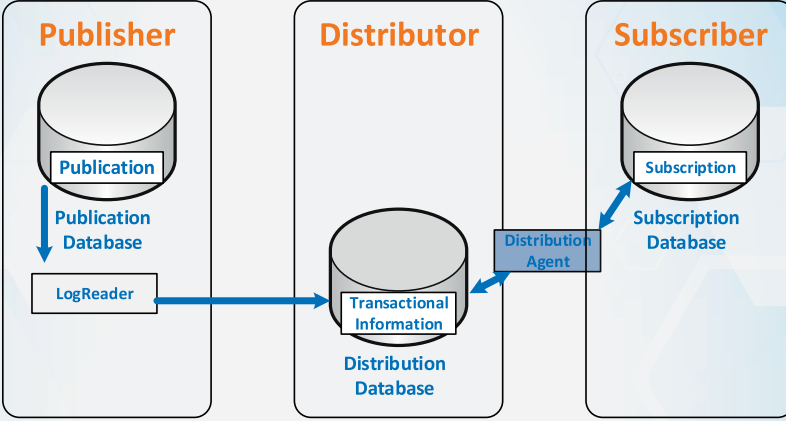 Publisher
Publication
Publication
Database
LogReader
Distributor
Transactional
Information
Distribution
Database
Distribution
Agent
Subscriber
Subscription
Subscription
Database